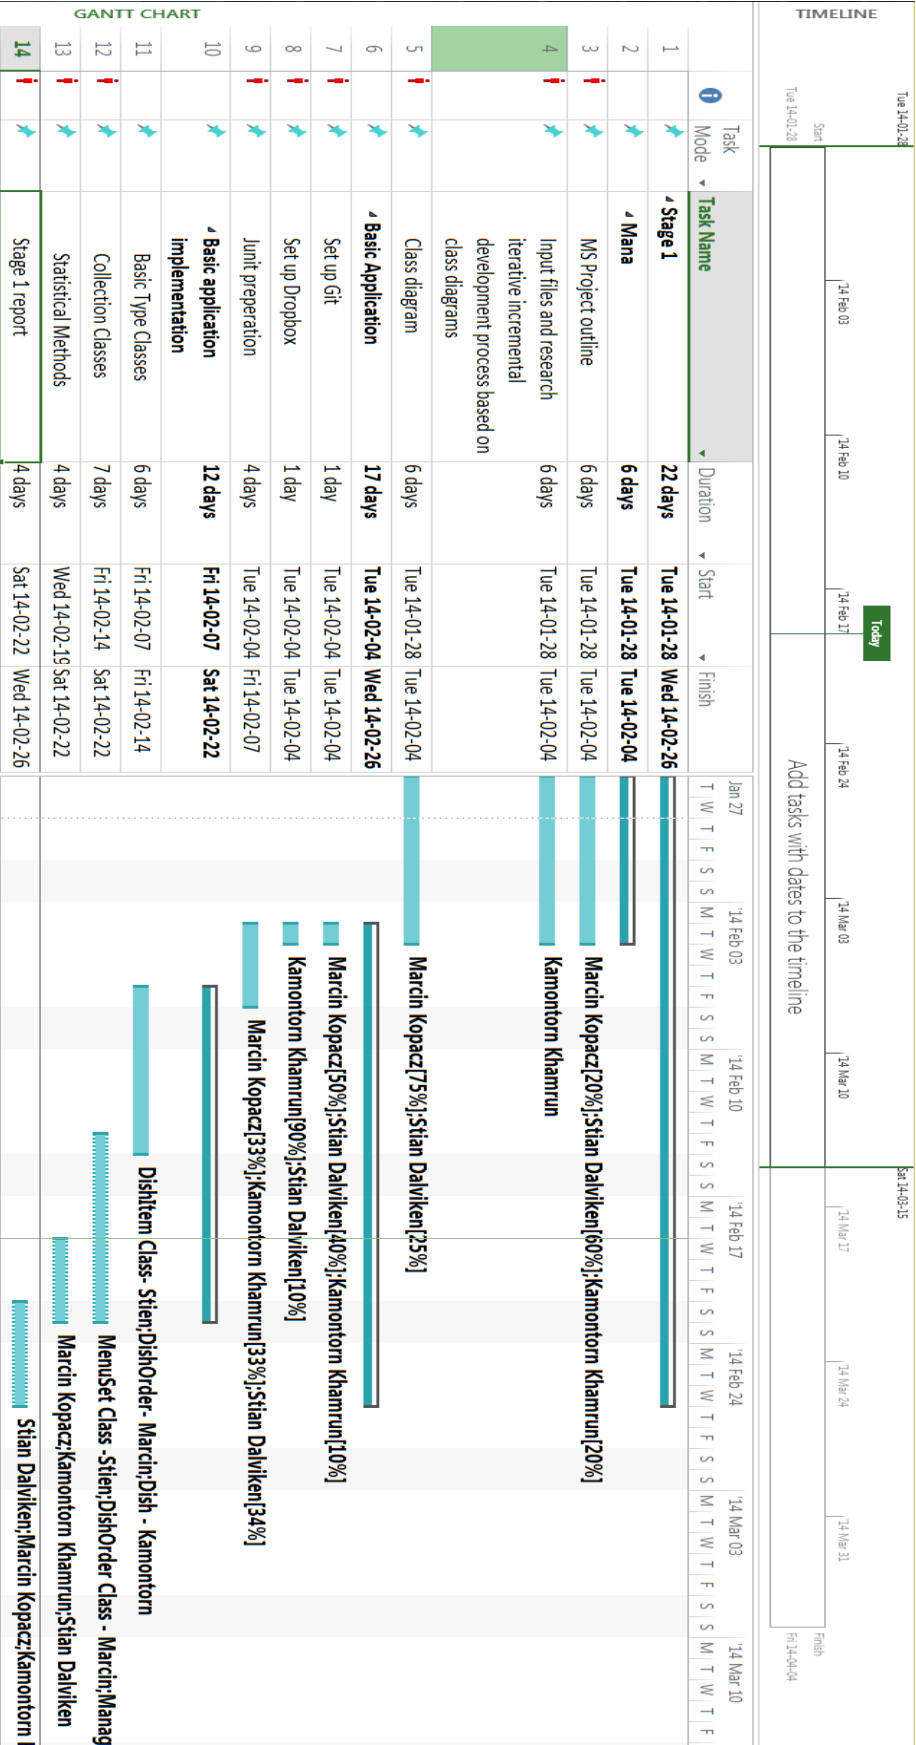 TIMELINE
Tue 14-01-28
Sat 14-03-15
'14 Feb 03
'14 Feb 10
'14 Feb 17
Today
'14 Feb 24
'14 Mar 03
'14 Mar 10
'14 Mar 17
'14 Mar 24
'14 Mar 31
Start
Tue 14-01-28
Add tasks with dates to the timeline
Finish
Fri 14-04-04
GANTT CHART
Task Mode Task Name Duration Start Finish
Jan 27 '14 Feb 03 '14 Feb 10 '14 Feb 17 '14 Feb 24 '14 Mar 03 '14 Mar 10
T W T F S S M T W T F S S M T W T F S S M T W T F S S M T W T F S S M T W T F S S M T W T F
1 Stage 1 22 days Tue 14-01-28 Wed 14-02-26
2 Mana 6 days Tue 14-01-28 Tue 14-02-04
3 MS Project outline 6 days Tue 14-01-28 Tue 14-02-04 Marcin Kopacz[20%];Stian Dalviken[60%];Kamontorn Khamrun[20%]
4 Input files and research 6 days Tue 14-01-28 Tue 14-02-04 Kamontorn Khamrun
iterative incremental
development process based on
class diagrams
5 Class diagram 6 days Tue 14-01-28 Tue 14-02-04 Marcin Kopacz[75%];Stian Dalviken[25%]
6 Basic Application 17 days Tue 14-02-04 Wed 14-02-26
7 Set up Git 1 day Tue 14-02-04 Tue 14-02-04 Marcin Kopacz[50%];Stian Dalviken[40%];Kamontorn Khamrun[10%]
8 Set up Dropbox 1 day Tue 14-02-04 Tue 14-02-04 Kamontorn Khamrun[90%];Stian Dalviken[10%]
9 Junit preperation 4 days Tue 14-02-04 Fri 14-02-07 Marcin Kopacz[33%];Kamontorn Khamrun[33%];Stian Dalviken[34%]
10 Basic application 12 days Fri 14-02-07 Sat 14-02-22
implementation
11 Basic Type Classes 6 days Fri 14-02-07 Fri 14-02-14 DishItem Class- Stien;DishOrder- Marcin;Dish - Kamontorn
12 Collection Classes 7 days Fri 14-02-14 Sat 14-02-22 MenuSet Class -Stien;DishOrder Class - Marcin;Manag
13 Statistical Methods 4 days Wed 14-02-19 Sat 14-02-22 Marcin Kopacz;Kamontorn Khamrun;Stian Dalviken
14 Stage 1 report 4 days Sat 14-02-22 Wed 14-02-26 Stian Dalviken;Marcin Kopacz;Kamontorn